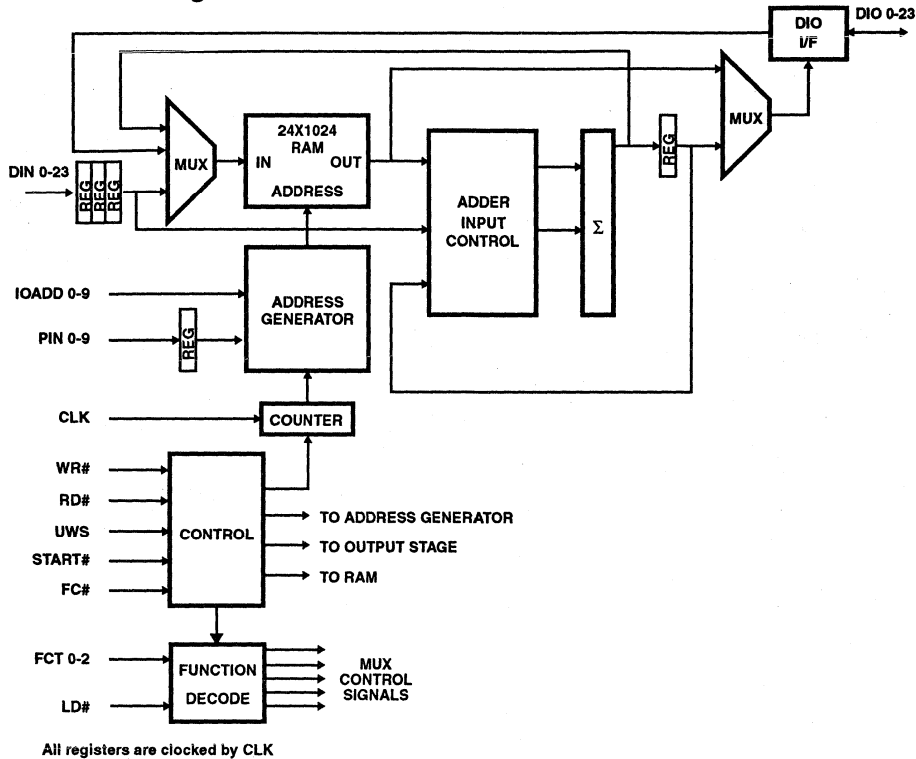 DIO 0-23
DIO
I/F
24X1024
RAM
MUX
IN
OUT
ADDRESS
MUX
REG
DIN 0-23
REG
REG
REG
ADDER
INPUT
CONTROL
Σ
IOADD 0-9
ADDRESS
GENERATOR
PIN 0-9
REG
CLK
COUNTER
WR#
RD#
UWS
START#
FC#
CONTROL
TO ADDRESS GENERATOR
TO OUTPUT STAGE
TO RAM
FCT 0-2
LD#
FUNCTION
DECODE
MUX
CONTROL
SIGNALS
All registers are clocked by CLK